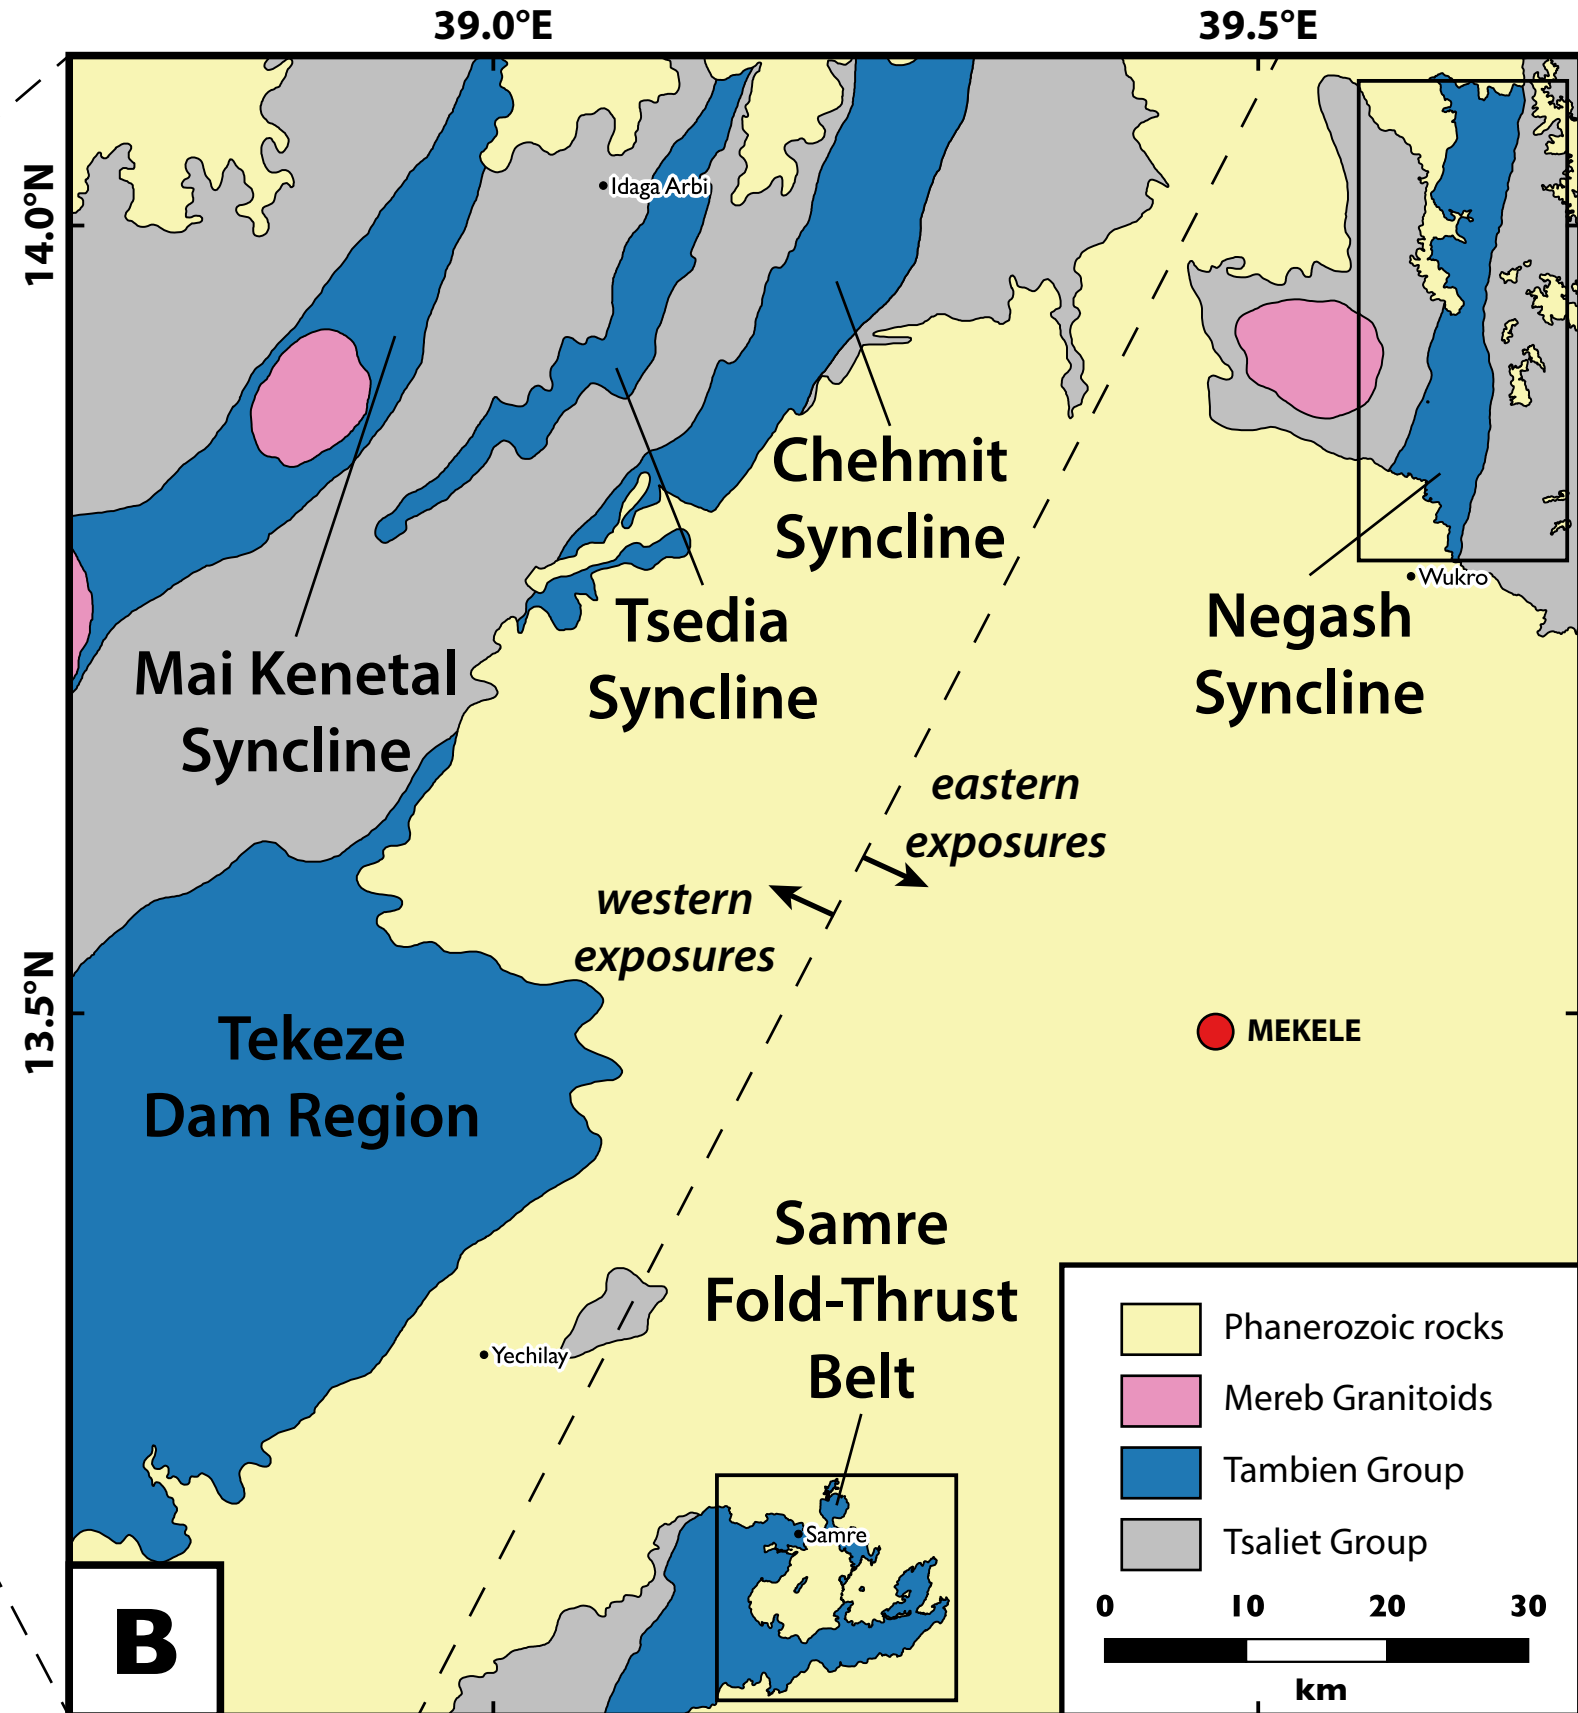 39.0°E
39.5°E
14.0°N
Idaga Arbi
Chehmit
Syncline
Wukro
Tsedia
Syncline
Negash
Syncline
Mai Kenetal
Syncline
eastern
exposures
western
exposures
13.5°N
Tekeze
Dam Region
MEKELE
Samre
Fold-Thrust
Belt
Yechilay
Samre
Phanerozoic rocks
Mereb Granitoids
Tambien Group
Tsaliet Group
0 10 20 30
km
B